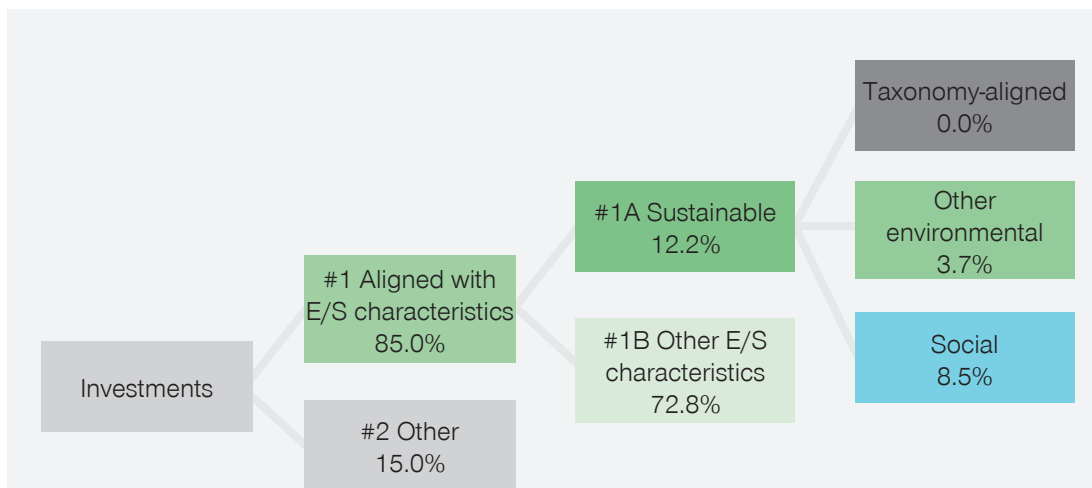 Investments
#1 Aligned with
E/S characteristics
85.0%
#2 Other
15.0%
#1A Sustainable
12.2%
#1B Other E/S
characteristics
72.8%
Taxonomy-aligned
0.0%
Other
environmental
3.7%
Social
8.5%